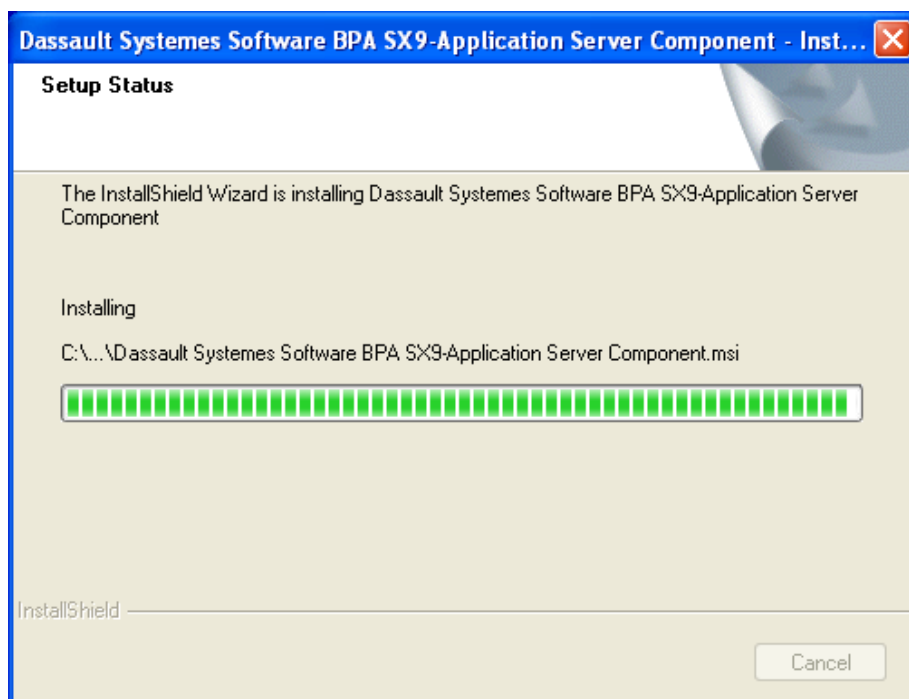 Dassault Systemes Software BPA SX9-Application Server Component - Inst...
Setup Status
The InstallShield Wizard is installing Dassault Systemes Software BPA SX9-Application Server
Component
Installing
C:\...\Dassault Systemes Software BPA SX9-Application Server Component.msi
InstallShield
Cancel